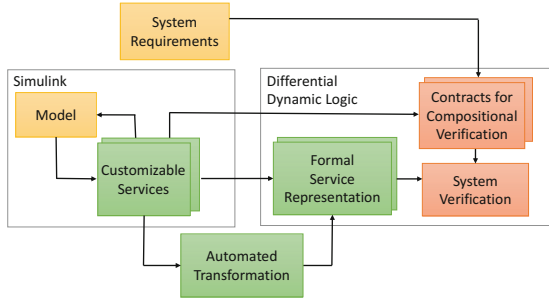 System
Requirements
Simulink
Differential
Dynamic Logic
Model
Contracts for
Compositional
Verification
Customizable
Services
Formal
Service
Representation
System
Verification
Automated
Transformation